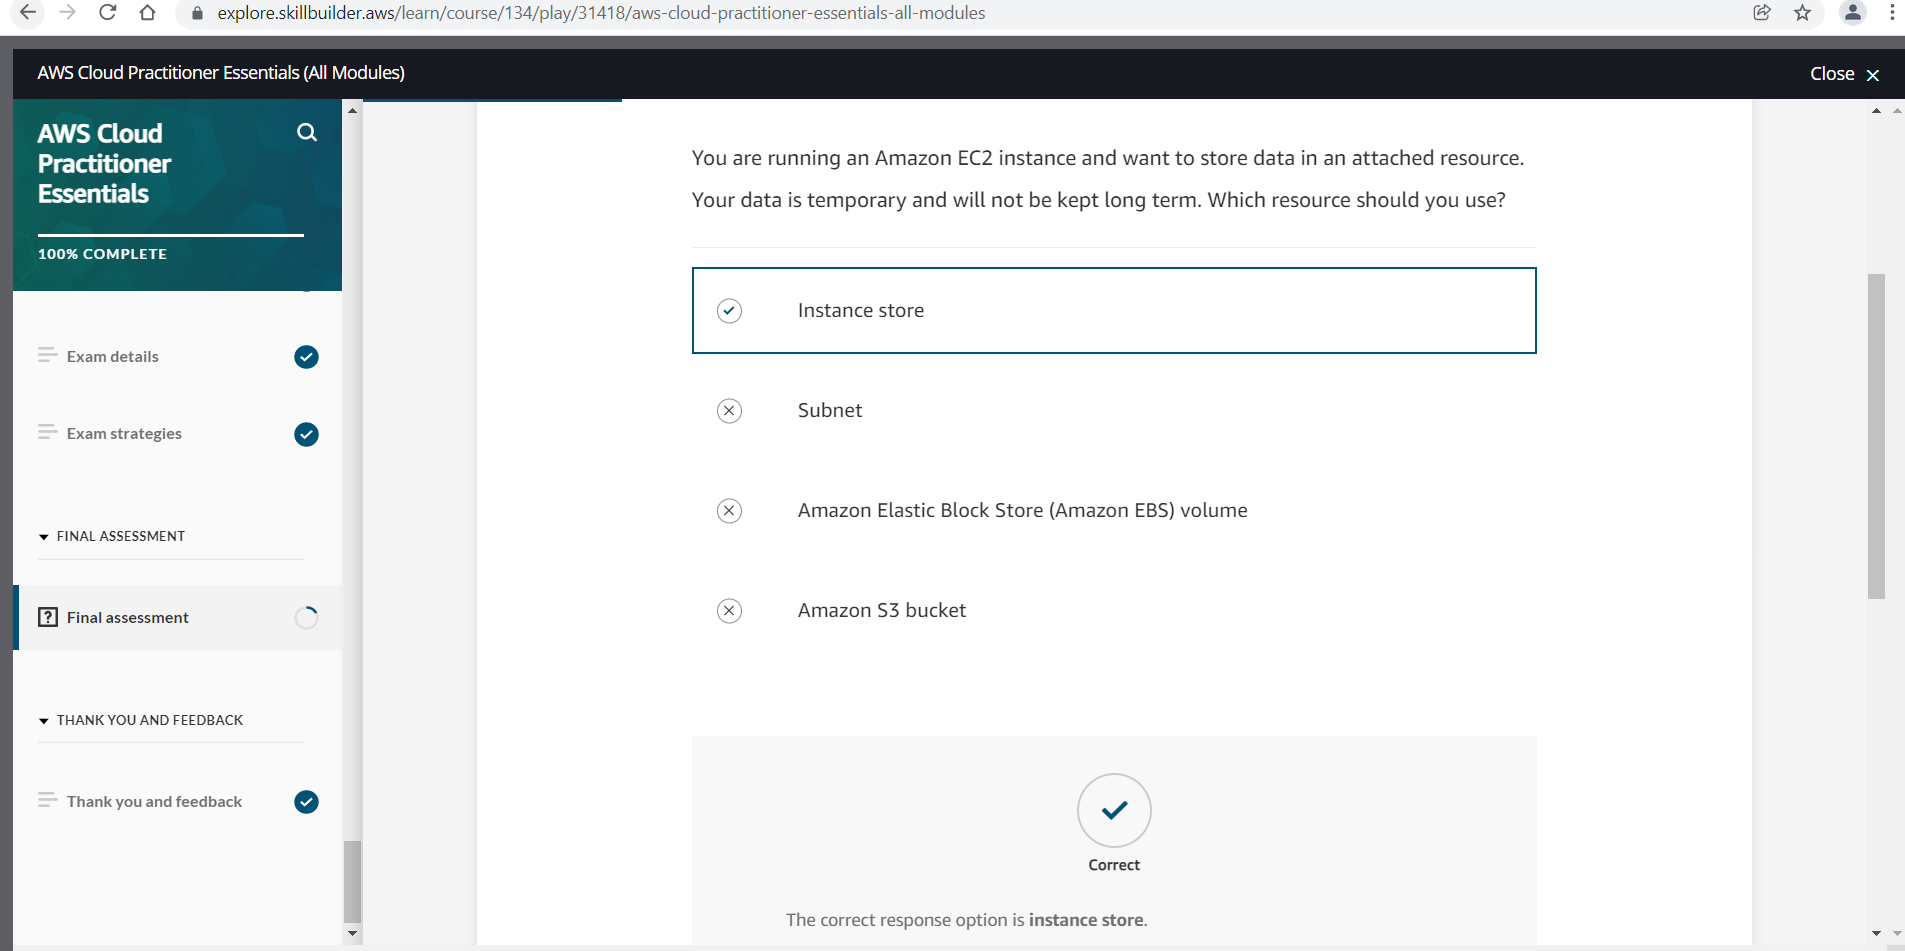 explore.skillbuilder.aws/learn/course/134/play/31418/aws-cloud-practitioner-essentials-all-modules
AWS Cloud Practitioner Essentials (All Modules)
Close
AWS Cloud
Practitioner
Essentials
100% COMPLETE
Exam details
Exam strategies
FINAL ASSESSMENT
Final assessment
THANK YOU AND FEEDBACK
Thank you and feedback
You are running an Amazon EC2 instance and want to store data in an attached resource.
Your data is temporary and will not be kept long term. Which resource should you use?
Instance store
Subnet
Amazon Elastic Block Store (Amazon EBS) volume
Amazon S3 bucket
Correct
The correct response option is instance store.